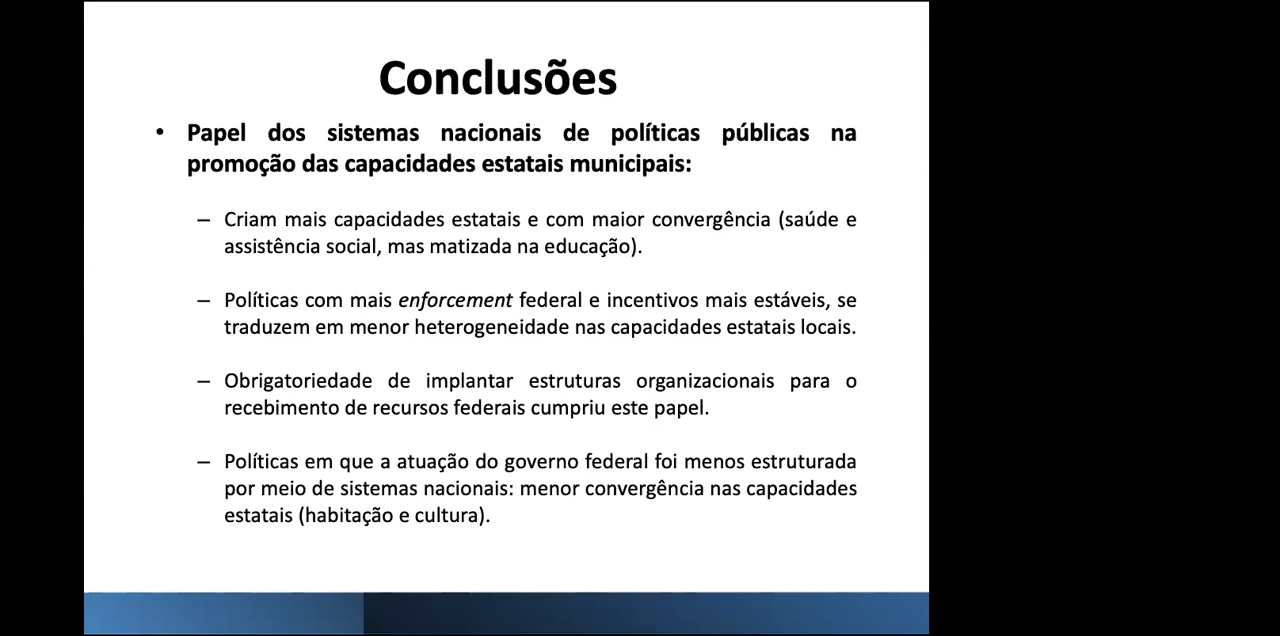 Conclusões
• Papel dos sistemas nacionais de políticas públicas na
promoção das capacidades estatais municipais:
– Criam mais capacidades estatais e com maior convergência (saúde e
assistência social, mas matizada na educação).
– Políticas com mais enforcement federal e incentivos mais estáveis, se
traduzem em menor heterogeneidade nas capacidades estatais locais.
– Obrigatoriedade de implantar estruturas organizacionais para o
recebimento de recursos federais cumpriu este papel.
– Políticas em que a atuação do governo federal foi menos estruturada
por meio de sistemas nacionais: menor convergência nas capacidades
estatais (habitação e cultura).